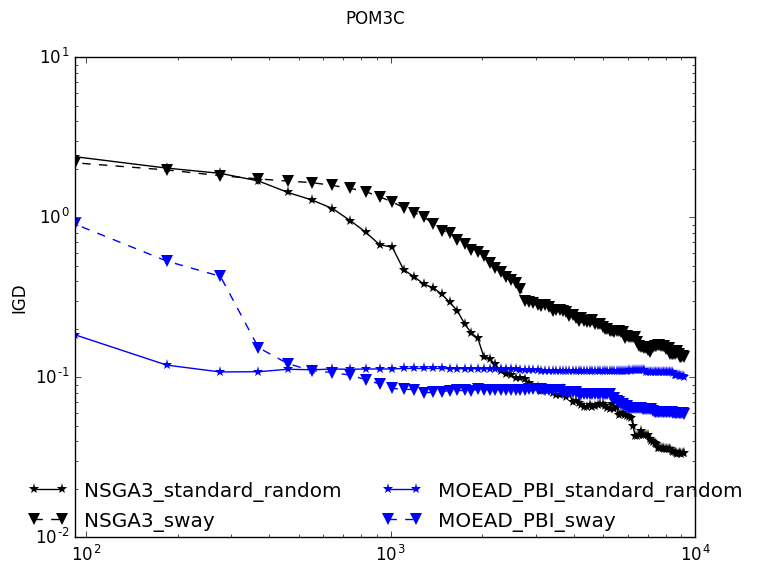 POM3C
10^1
10^0
IGD
10^-1
NSGA3_standard_random
MOEAD_PBI_standard_random
NSGA3_sway
MOEAD_PBI_sway
10^-2
10^2
10^3
10^4